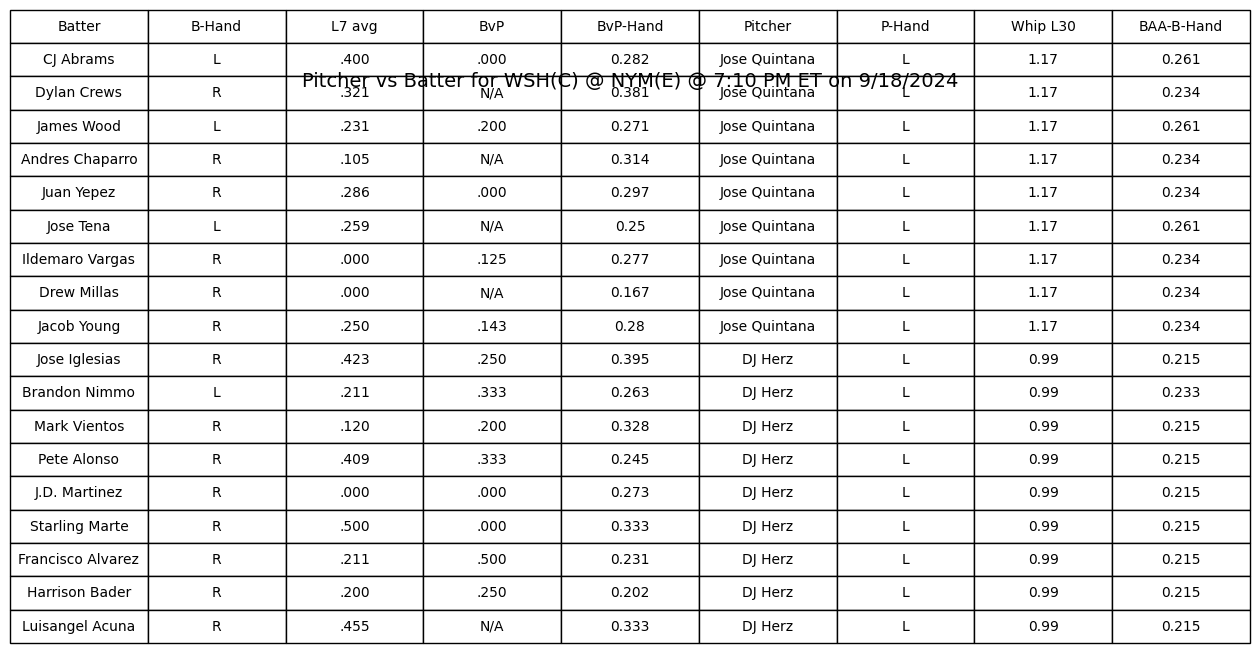 Batter B-Hand L7 avg BvP BvP-Hand Pitcher P-Hand Whip L30 BAA-B-Hand
CJ Abrams L .400 .000 0.282 Jose Quintana L 1.17 0.261
Pitcher vs Batter for WSH(C) @ NYM(E) @ 7:10 PM ET on 9/18/2024
Dylan Crews R .321 N/A 0.381 Jose Quintana L 1.17 0.234
James Wood L .231 .200 0.271 Jose Quintana L 1.17 0.261
Andres Chaparro R .105 N/A 0.314 Jose Quintana L 1.17 0.234
Juan Yepez R .286 .000 0.297 Jose Quintana L 1.17 0.234
Jose Tena L .259 N/A 0.25 Jose Quintana L 1.17 0.261
Ildemaro Vargas R .000 .125 0.277 Jose Quintana L 1.17 0.234
Drew Millas R .000 N/A 0.167 Jose Quintana L 1.17 0.234
Jacob Young R .250 .143 0.28 Jose Quintana L 1.17 0.234
Jose Iglesias R .423 .250 0.395 DJ Herz L 0.99 0.215
Brandon Nimmo L .211 .333 0.263 DJ Herz L 0.99 0.233
Mark Vientos R .120 .200 0.328 DJ Herz L 0.99 0.215
Pete Alonso R .409 .333 0.245 DJ Herz L 0.99 0.215
J.D. Martinez R .000 .000 0.273 DJ Herz L 0.99 0.215
Starling Marte R .500 .000 0.333 DJ Herz L 0.99 0.215
Francisco Alvarez R .211 .500 0.231 DJ Herz L 0.99 0.215
Harrison Bader R .200 .250 0.202 DJ Herz L 0.99 0.215
Luisangel Acuna R .455 N/A 0.333 DJ Herz L 0.99 0.215